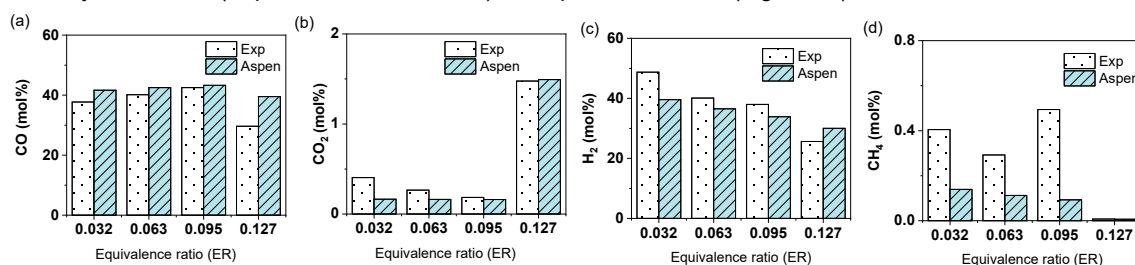 (a)
60
40
20
0
CO (mol%)
Exp
Aspen
0.032 0.063 0.095 0.127
Equivalence ratio (ER)
(b)
2
1
0
CO2 (mol%)
Exp
Aspen
0.032 0.063 0.095 0.127
Equivalence ratio (ER)
(c)
60
40
20
0
H2 (mol%)
Exp
Aspen
0.032 0.063 0.095 0.127
Equivalence ratio (ER)
(d)
0.8
0.4
0.0
CH4 (mol%)
Exp
Aspen
0.032 0.063 0.095 0.127
Equivalence ratio (ER)